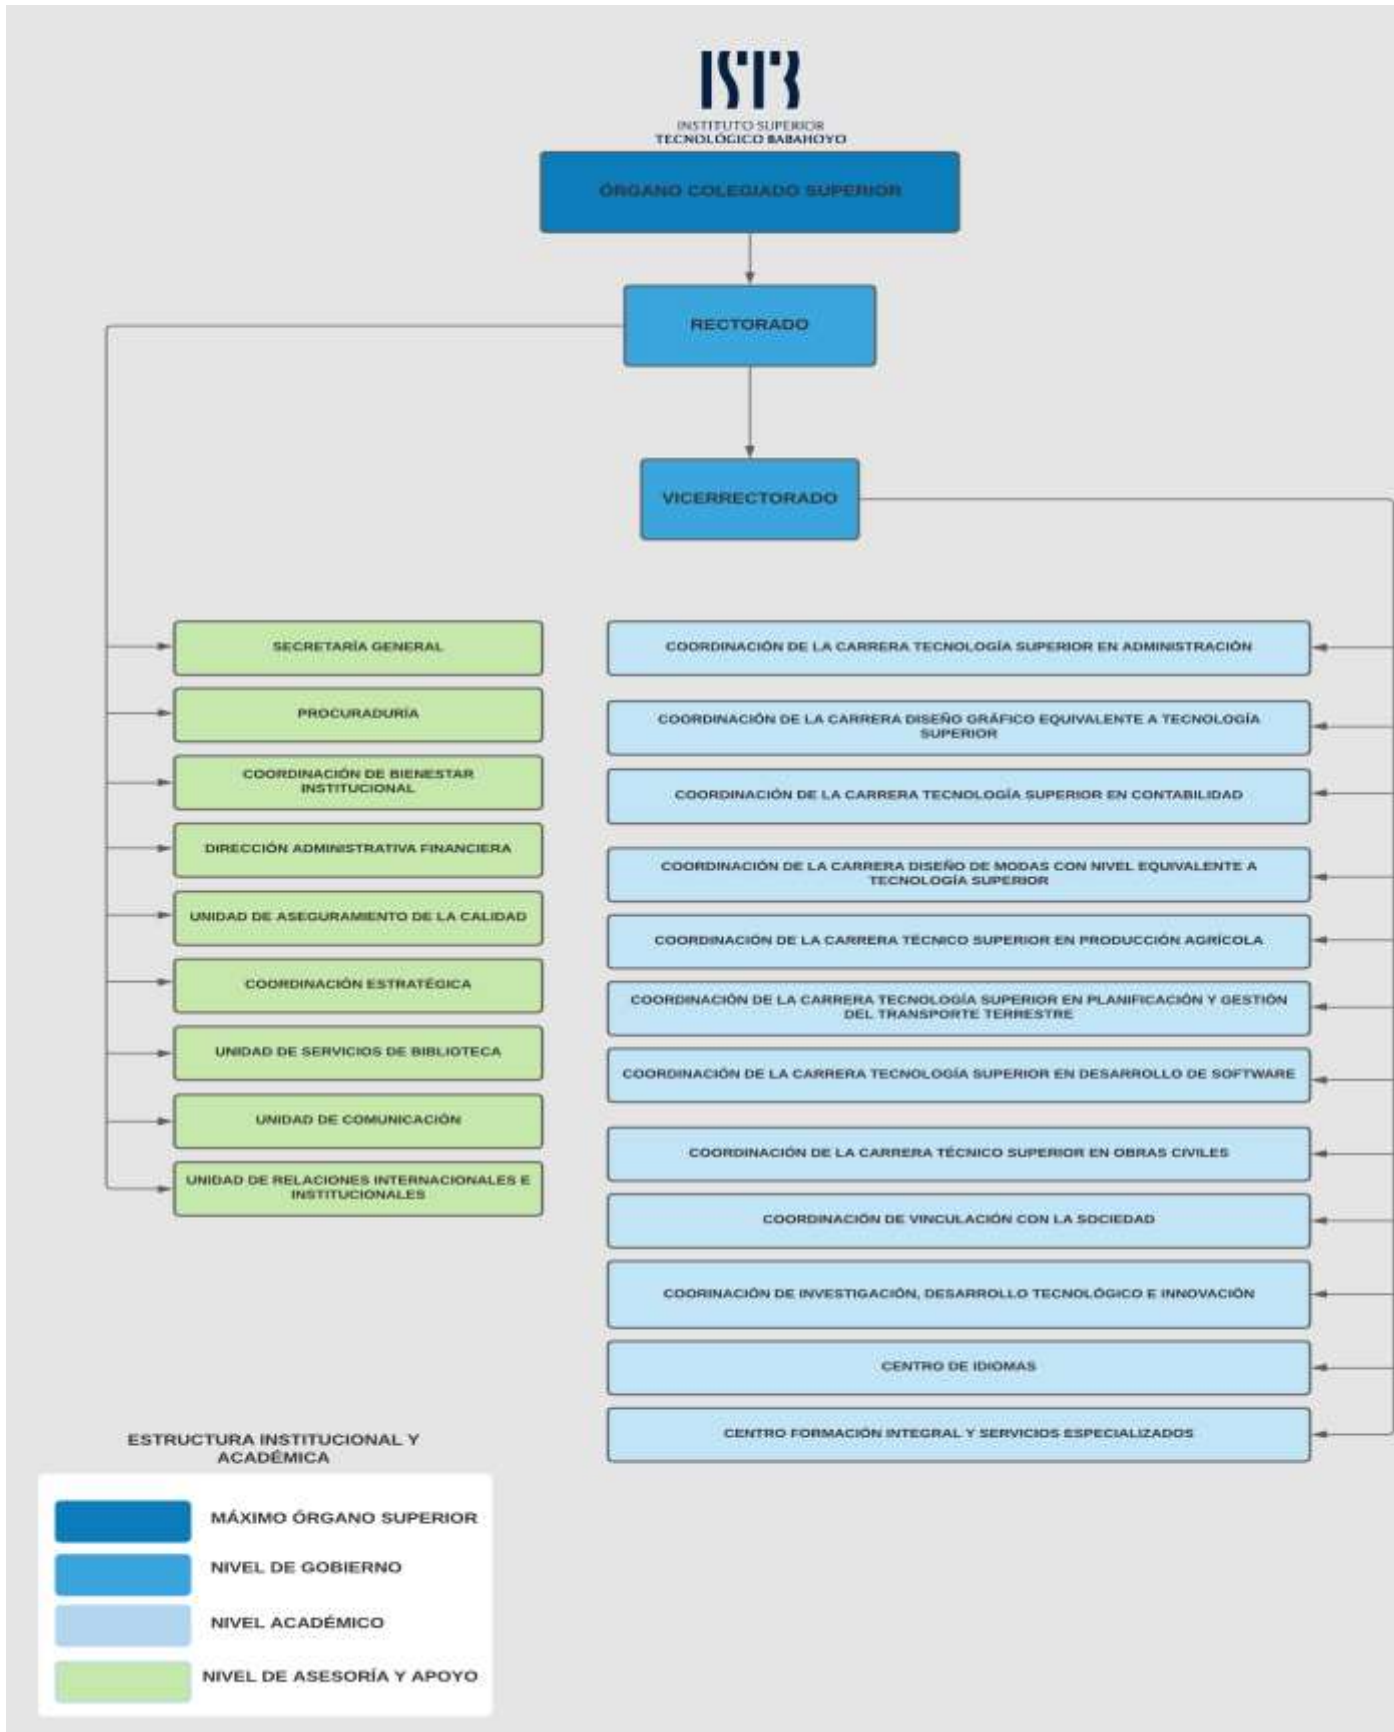 ISTB
INSTITUTO SUPERIOR
TECNOLÓGICO BABAHOYO
ÓRGANO COLEGIADO SUPERIOR
RECTORADO
VICERRECTORADO
SECRETARÍA GENERAL
PROCURADURÍA
COORDINACIÓN DE BIENESTAR
INSTITUCIONAL
DIRECCIÓN ADMINISTRATIVA FINANCIERA
UNIDAD DE ASEGURAMIENTO DE LA CALIDAD
COORDINACIÓN ESTRATÉGICA
UNIDAD DE SERVICIOS DE BIBLIOTECA
UNIDAD DE COMUNICACIÓN
UNIDAD DE RELACIONES INTERNACIONALES E
INSTITUCIONALES
COORDINACIÓN DE LA CARRERA TECNOLOGÍA SUPERIOR EN ADMINISTRACIÓN
COORDINACIÓN DE LA CARRERA DISEÑO GRÁFICO EQUIVALENTE A TECNOLOGÍA
SUPERIOR
COORDINACIÓN DE LA CARRERA TECNOLOGÍA SUPERIOR EN CONTABILIDAD
COORDINACIÓN DE LA CARRERA DISEÑO DE MODAS CON NIVEL EQUIVALENTE A
TECNOLOGÍA SUPERIOR
COORDINACIÓN DE LA CARRERA TÉCNICO SUPERIOR EN PRODUCCIÓN AGRÍCOLA
COORDINACIÓN DE LA CARRERA TECNOLOGÍA SUPERIOR EN PLANIFICACIÓN Y GESTIÓN
DEL TRANSPORTE TERRESTRE
COORDINACIÓN DE LA CARRERA TECNOLOGÍA SUPERIOR EN DESARROLLO DE SOFTWARE
COORDINACIÓN DE LA CARRERA TÉCNICO SUPERIOR EN OBRAS CIVILES
COORDINACIÓN DE VINCULACIÓN CON LA SOCIEDAD
COORINACIÓN DE INVESTIGACIÓN, DESARROLLO TECNOLÓGICO E INNOVACIÓN
CENTRO DE IDIOMAS
CENTRO FORMACIÓN INTEGRAL Y SERVICIOS ESPECIALIZADOS
ESTRUCTURA INSTITUCIONAL Y
ACADÉMICA
MÁXIMO ÓRGANO SUPERIOR
NIVEL DE GOBIERNO
NIVEL ACADÉMICO
NIVEL DE ASESORÍA Y APOYO